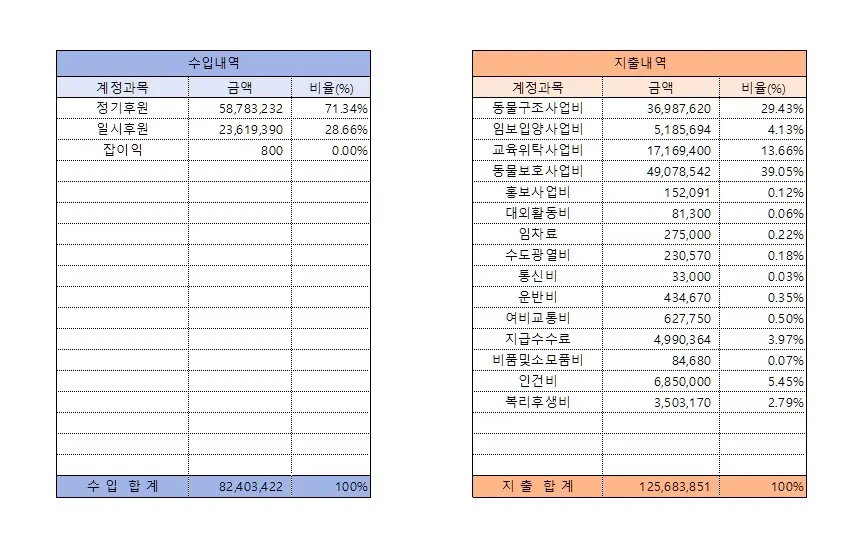 수입내역
계정과목 금액 비율(%)
정기후원 58,783,232 71.34%
일시후원 23,619,390 28.66%
잡이익 800 0.00%
수 입 합 계 82,403,422 100%
지출내역
계정과목 금액 비율(%)
동물구조사업비 36,987,620 29.43%
임보입양사업비 5,185,694 4.13%
교육위탁사업비 17,169,400 13.66%
동물보호사업비 49,078,542 39.05%
홍보사업비 152,091 0.12%
대외활동비 81,300 0.06%
임차료 275,000 0.22%
수도광열비 230,570 0.18%
통신비 33,000 0.03%
운반비 434,670 0.35%
여비교통비 627,750 0.50%
지급수수료 4,990,364 3.97%
비품및소모품비 84,680 0.07%
인건비 6,850,000 5.45%
복리후생비 3,503,170 2.79%
지 출 합 계 125,683,851 100%